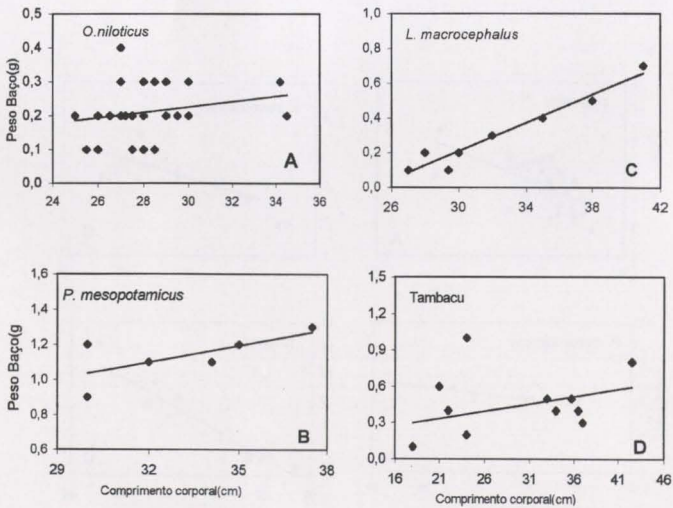 O.niloticus
Peso Baço(g)
0,5
0,4
0,3
0,2
0,1
0,0
A
24 26 28 30 32 34 36
L. macrocephalus
1,0
0,8
0,6
0,4
0,2
0,0
C
26 30 34 38 42
P. mesopotamicus
Peso Baço(g
1,6
1,4
1,2
1,0
0,8
0,6
B
29 32 35 38
Comprimento corporal(cm)
Tambacu
1,5
1,2
0,9
0,6
0,3
0,0
D
16 21 26 31 36 41 46
Comprimento corporal(cm)